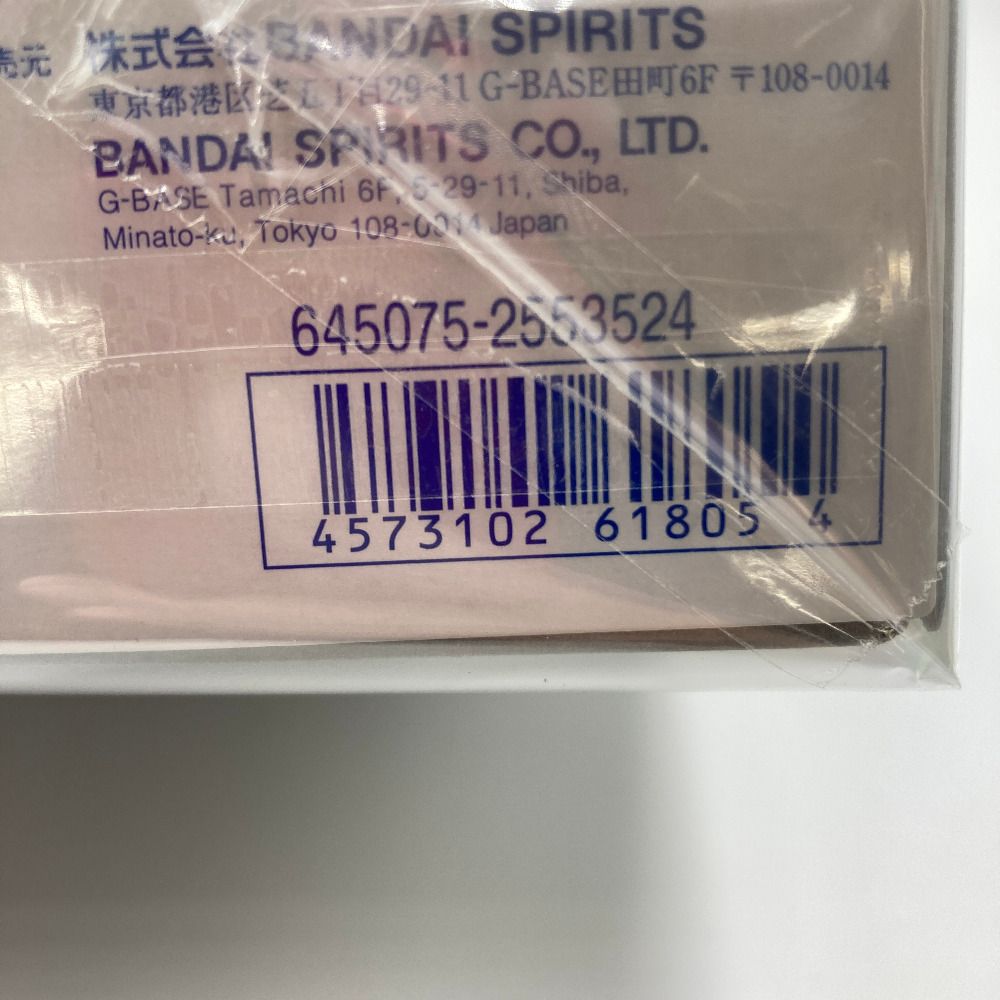 売元 株式会社BANDAI SPIRITS
東京都港区芝五丁目29-11 G-BASE田町6F 〒108-0014
BANDAI SPIRITS CO., LTD.
G-BASE Tamachi 6F, 5-29-11, Shiba,
Minato-ku, Tokyo 108-0014 Japan
645075-2553524
4573102 61805 4